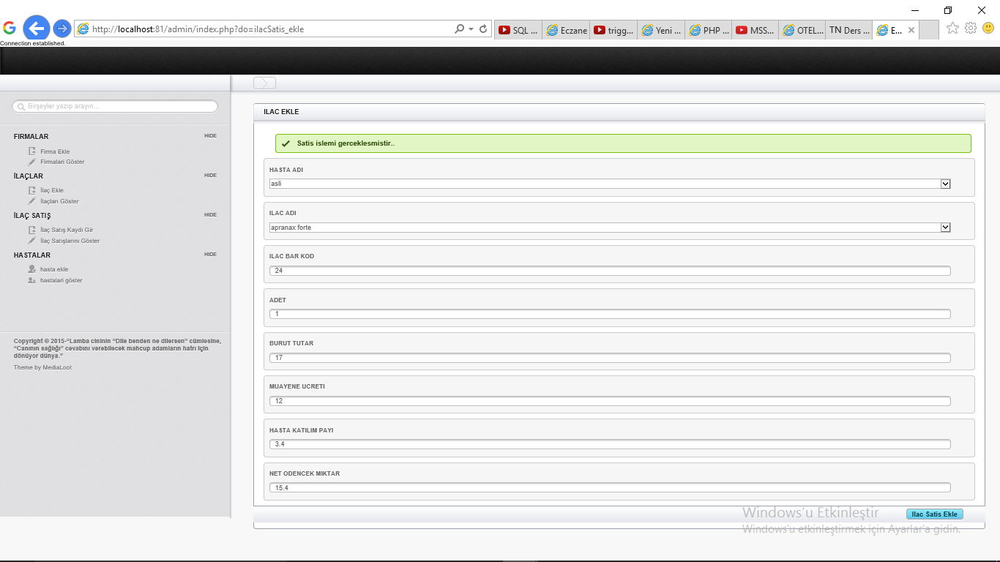 http://localhost:81/admin/index.php?do=ilacSatis_ekle
SQL ...
Eczane
trigg...
Yeni ...
PHP ...
MSS...
OTEL...
TN Ders ...
E...
Connection established.
Birşeyler yazıp arayın...
FIRMALAR
HIDE
Firma Ekle
Firmalari Göster
İLAÇLAR
HIDE
İlaç Ekle
İlaçları Göster
İLAÇ SATIŞ
HIDE
İlaç Satış Kaydı Gir
İlaç Satışlarını Göster
HASTALAR
HIDE
hasta ekle
hastalari göster
Copyright © 2015-“Lamba cininin “Dile benden ne dilersen” cümlesine,
“Canının sağlığı” cevabını verebilecek mahcup adamların hatrı için
dönüyor dünya.”
Theme by MediaLoot
ILAC EKLE
Satis islemi gerceklesmistir..
HASTA ADI
asli
ILAC ADI
apranax forte
ILAC BAR KOD
24
ADET
1
BURUT TUTAR
17
MUAYENE UCRETI
12
HASTA KATILIM PAYI
3.4
NET ODENCEK MIKTAR
15.4
Windows'u Etkinleştir
Ilac Satis Ekle
Windows'u etkinleştirmek için Ayarlar'a gidin.